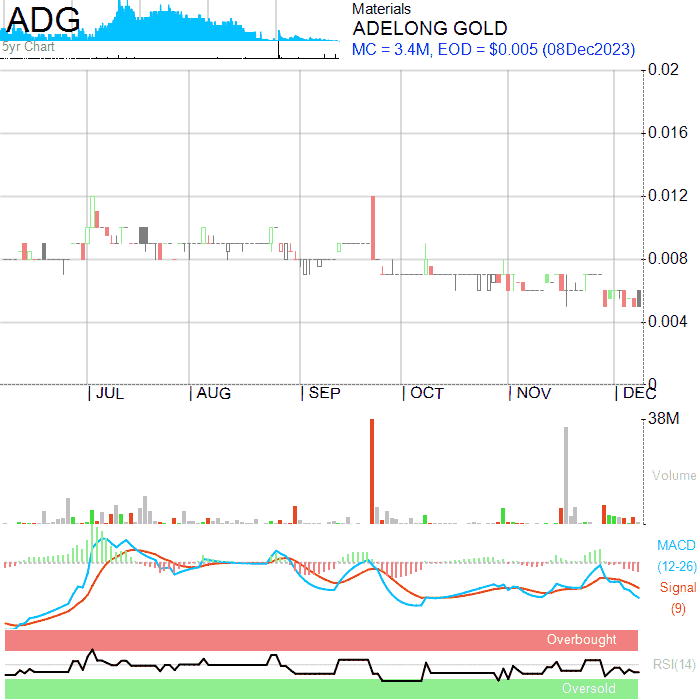 ADG
5yr Chart
Materials
ADELONG GOLD
MC = 3.4M, EOD = $0.005 (08Dec2023)
0.02
0.016
0.012
0.008
0.004
0
JUL AUG SEP OCT NOV DEC
38M
Volume
MACD
(12-26)
Signal
(9)
Overbought
RSI(14)
Oversold